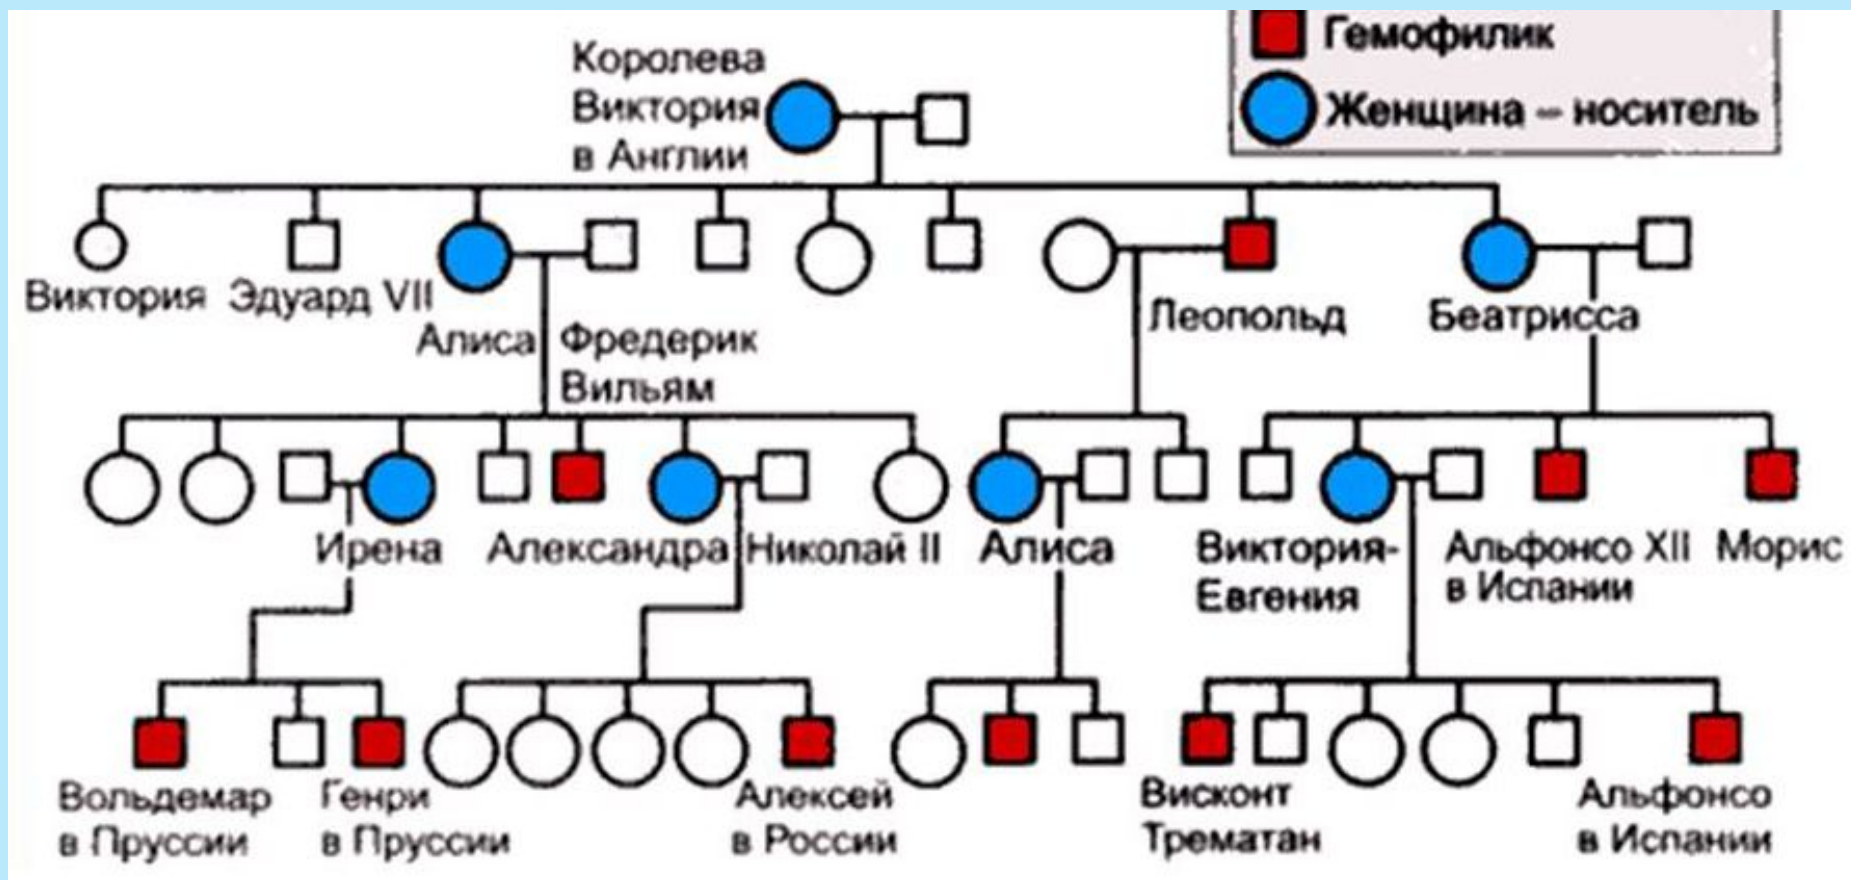 Гемофилик
Женщина – носитель
Королева
Виктория
в Англии
Виктория
Эдуард VII
Алиса
Фредерик
Вильям
Леопольд
Беатрисса
Ирена
Александра
Николай II
Алиса
Виктория-
Евгения
Альфонсо XII
в Испании
Морис
Вольдемар
в Пруссии
Генри
в Пруссии
Алексей
в России
Висконт
Трематан
Альфонсо
в Испании